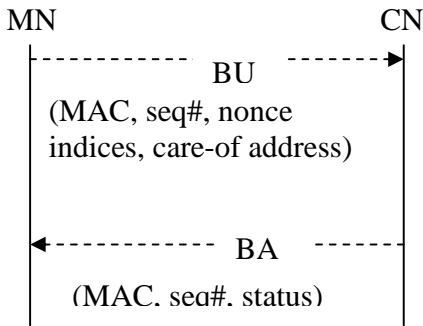 MN CN
BU
(MAC, seq#, nonce
indices, care-of address)
BA
(MAC, seq#, status)